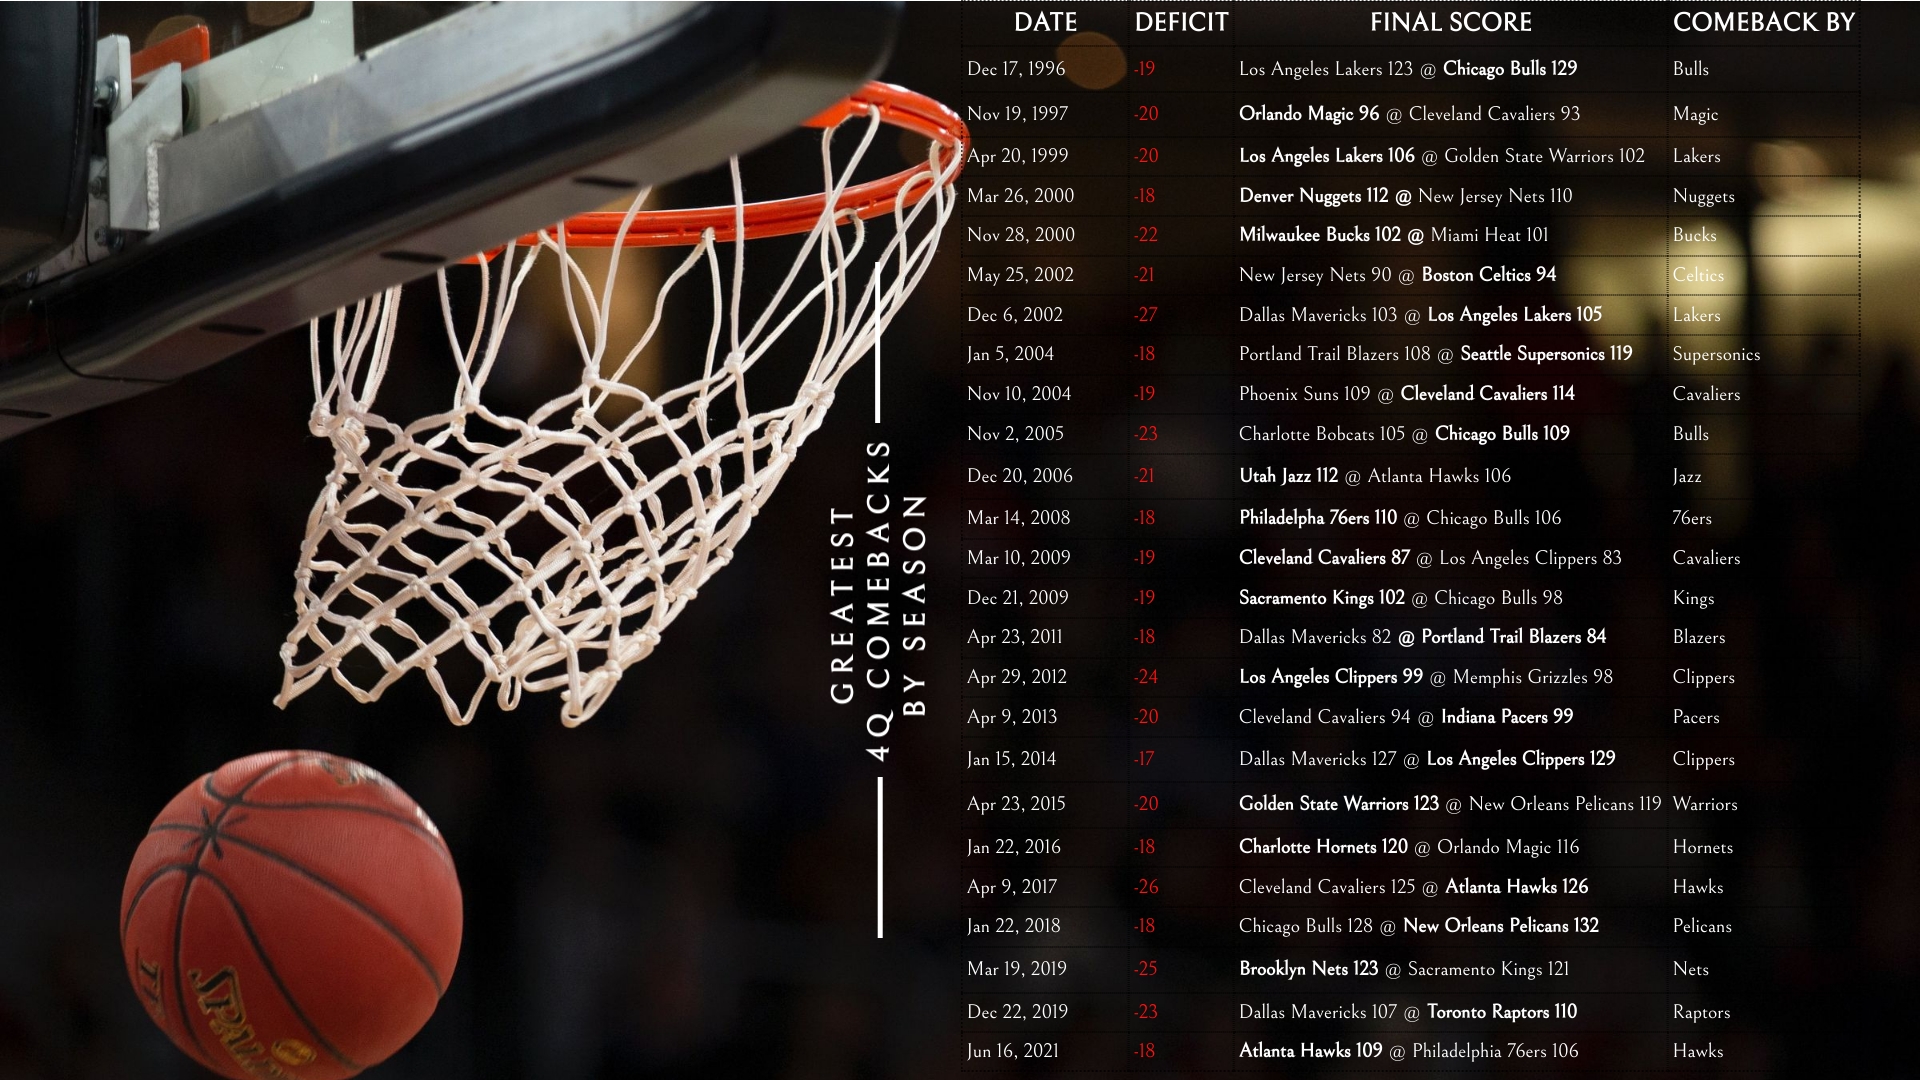 GREATEST
4Q COMEBACKS
BY SEASON
DATE DEFICIT FINAL SCORE COMEBACK BY
Dec 17, 1996 -19 Los Angeles Lakers 123 @ Chicago Bulls 129 Bulls
Nov 19, 1997 -20 Orlando Magic 96 @ Cleveland Cavaliers 93 Magic
Apr 20, 1999 -20 Los Angeles Lakers 106 @ Golden State Warriors 102 Lakers
Mar 26, 2000 -18 Denver Nuggets 112 @ New Jersey Nets 110 Nuggets
Nov 28, 2000 -22 Milwaukee Bucks 102 @ Miami Heat 101 Bucks
May 25, 2002 -21 New Jersey Nets 90 @ Boston Celtics 94 Celtics
Dec 6, 2002 -27 Dallas Mavericks 103 @ Los Angeles Lakers 105 Lakers
Jan 5, 2004 -18 Portland Trail Blazers 108 @ Seattle Supersonics 119 Supersonics
Nov 10, 2004 -19 Phoenix Suns 109 @ Cleveland Cavaliers 114 Cavaliers
Nov 2, 2005 -23 Charlotte Bobcats 105 @ Chicago Bulls 109 Bulls
Dec 20, 2006 -21 Utah Jazz 112 @ Atlanta Hawks 106 Jazz
Mar 14, 2008 -18 Philadelpha 76ers 110 @ Chicago Bulls 106 76ers
Mar 10, 2009 -19 Cleveland Cavaliers 87 @ Los Angeles Clippers 83 Cavaliers
Dec 21, 2009 -19 Sacramento Kings 102 @ Chicago Bulls 98 Kings
Apr 23, 2011 -18 Dallas Mavericks 82 @ Portland Trail Blazers 84 Blazers
Apr 29, 2012 -24 Los Angeles Clippers 99 @ Memphis Grizzles 98 Clippers
Apr 9, 2013 -20 Cleveland Cavaliers 94 @ Indiana Pacers 99 Pacers
Jan 15, 2014 -17 Dallas Mavericks 127 @ Los Angeles Clippers 129 Clippers
Apr 23, 2015 -20 Golden State Warriors 123 @ New Orleans Pelicans 119 Warriors
Jan 22, 2016 -18 Charlotte Hornets 120 @ Orlando Magic 116 Hornets
Apr 9, 2017 -26 Cleveland Cavaliers 125 @ Atlanta Hawks 126 Hawks
Jan 22, 2018 -18 Chicago Bulls 128 @ New Orleans Pelicans 132 Pelicans
Mar 19, 2019 -25 Brooklyn Nets 123 @ Sacramento Kings 121 Nets
Dec 22, 2019 -23 Dallas Mavericks 107 @ Toronto Raptors 110 Raptors
Jun 16, 2021 -18 Atlanta Hawks 109 @ Philadelphia 76ers 106 Hawks
SPALDING